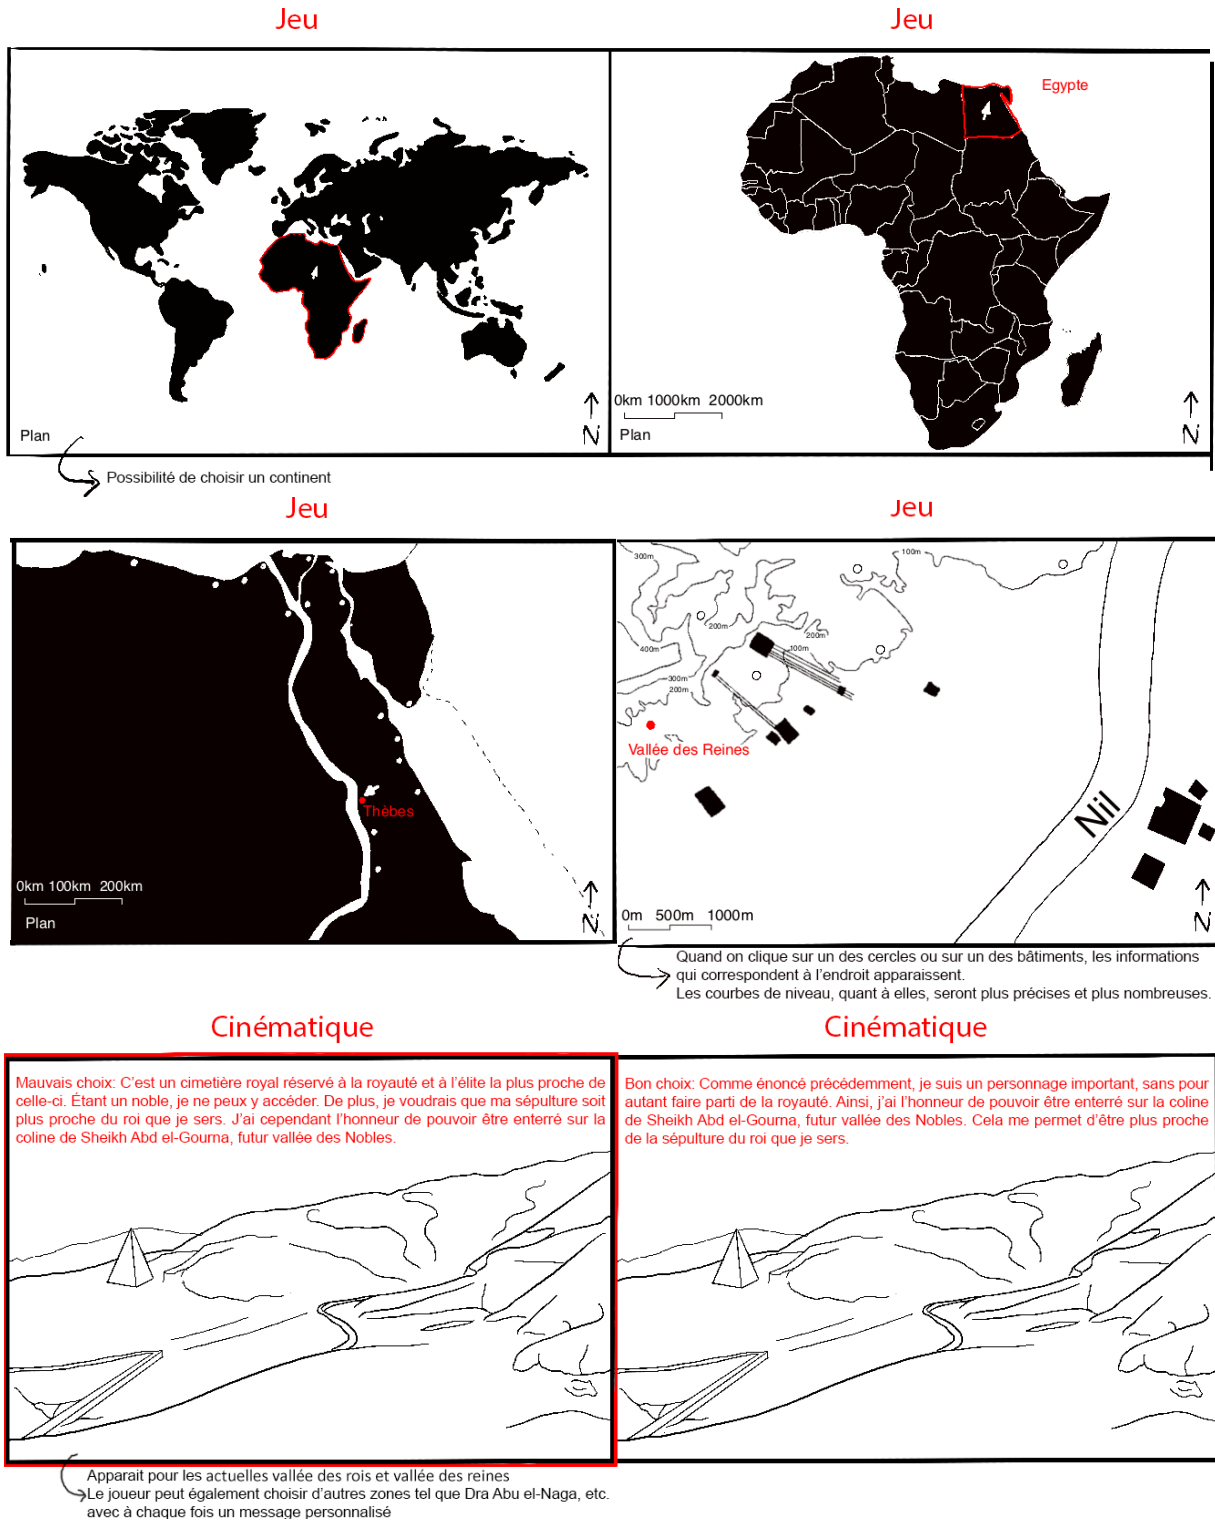 Jeu
Jeu
Egypte
0km 1000km 2000km
Plan
N
Plan
N
Possibilité de choisir un continent
Jeu
Jeu
300m
100m
200m
200m
400m
100m
300m
200m
Vallée des Reines
Thèbes
Nil
0km 100km 200km
Plan
N
0m 500m 1000m
N
Quand on clique sur un des cercles ou sur un des bâtiments, les informations
qui correspondent à l'endroit apparaissent.
Les courbes de niveau, quant à elles, seront plus précises et plus nombreuses.
Cinématique
Cinématique
Mauvais choix: C'est un cimetière royal réservé à la royauté et à l'élite la plus proche de
celle-ci. Étant un noble, je ne peux y accéder. De plus, je voudrais que ma sépulture soit
plus proche du roi que je sers. J'ai cependant l'honneur de pouvoir être enterré sur la
coline de Sheikh Abd el-Gourna, futur vallée des Nobles.
Bon choix: Comme énoncé précédemment, je suis un personnage important, sans pour
autant faire parti de la royauté. Ainsi, j'ai l'honneur de pouvoir être enterré sur la coline
de Sheikh Abd el-Gourna, futur vallée des Nobles. Cela me permet d'être plus proche
de la sépulture du roi que je sers.
Apparait pour les actuelles vallée des rois et vallée des reines
Le joueur peut également choisir d'autres zones tel que Dra Abu el-Naga, etc.
avec à chaque fois un message personnalisé